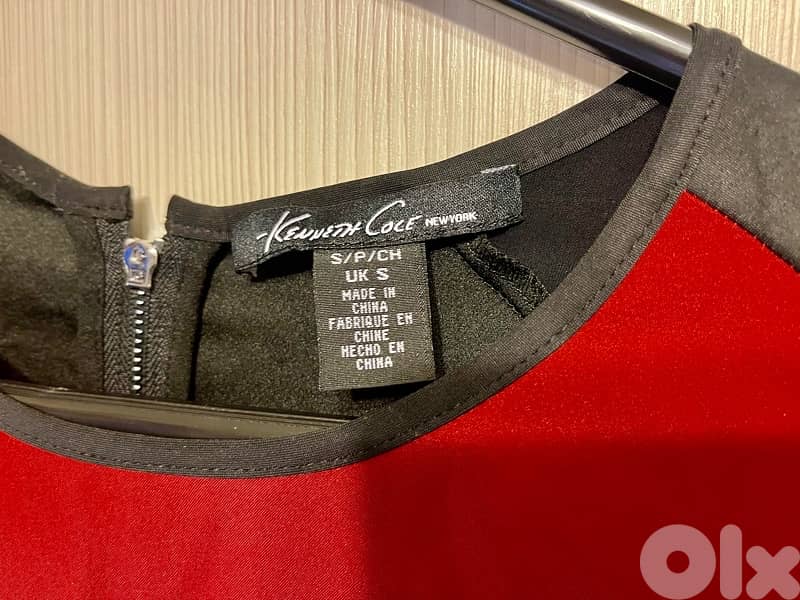 KENNETH COLE NEW YORK
S/P/CH
UK S
MADE IN
CHINA
FABRIQUE EN
CHINE
HECHO EN
CHINA
Olx